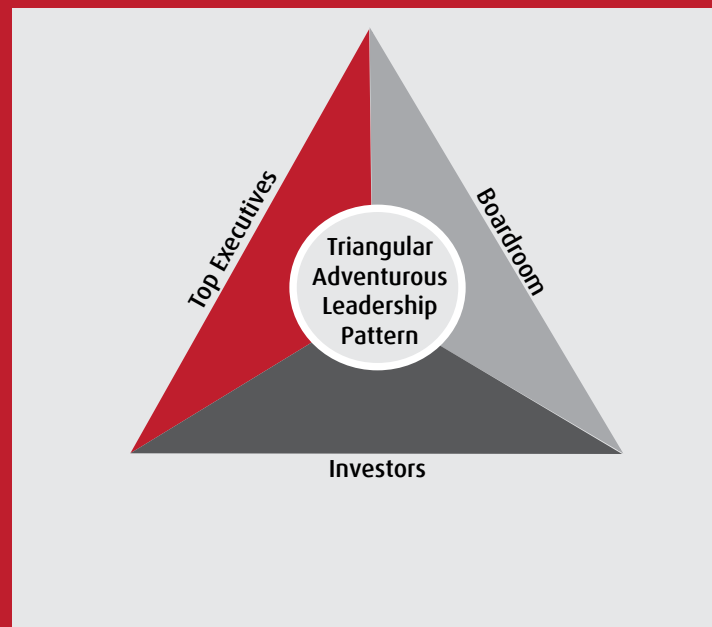 Top Executives
Boardroom
Triangular
Adventurous
Leadership
Pattern
Investors